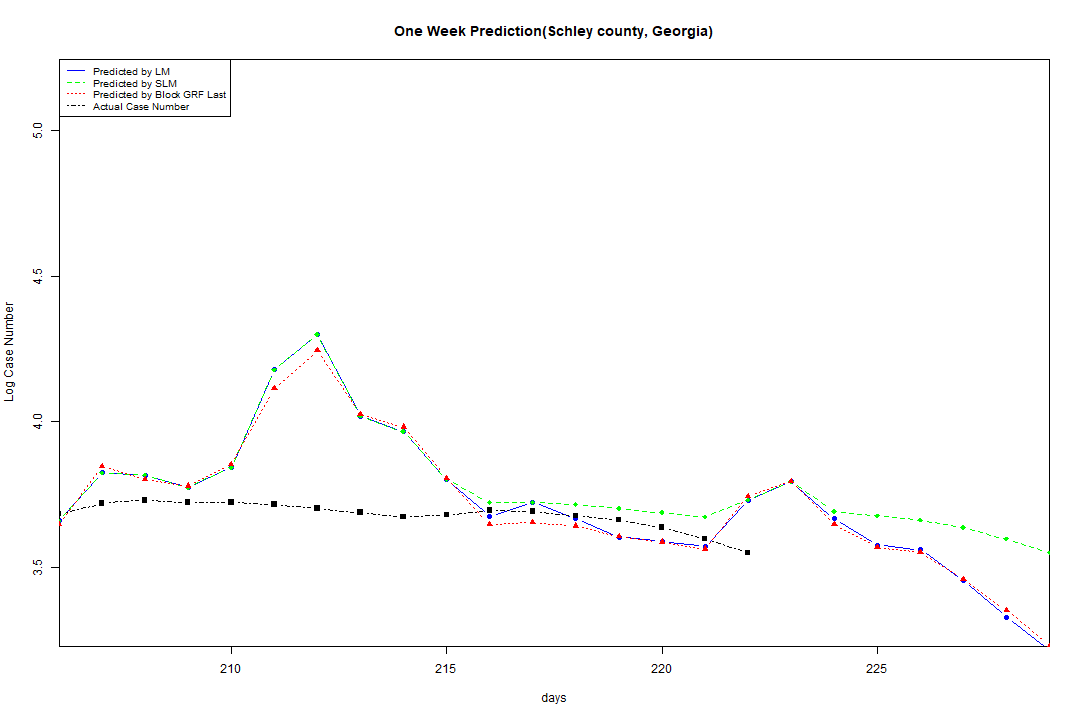 One Week Prediction(Schley county, Georgia)
Predicted by LM
Predicted by SLM
Predicted by Block GRF Last
Actual Case Number
5.0
4.5
4.0
3.5
Log Case Number
210 215 220 225
days